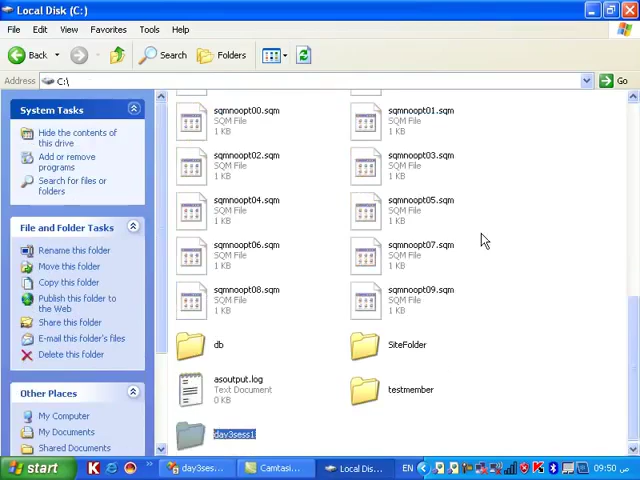 Local Disk (C:)
File Edit View Favorites Tools Help
Back Search Folders
Address C:\ Go
System Tasks
Hide the contents of
this drive
Add or remove
programs
Search for files or
folders
File and Folder Tasks
Rename this folder
Move this folder
Copy this folder
Publish this folder to
the Web
Share this folder
E-mail this folder's files
Delete this folder
Other Places
My Computer
My Documents
Shared Documents
sqmnoopt00.sqm
SQM File
1 KB
sqmnoopt01.sqm
SQM File
1 KB
sqmnoopt02.sqm
SQM File
1 KB
sqmnoopt03.sqm
SQM File
1 KB
sqmnoopt04.sqm
SQM File
1 KB
sqmnoopt05.sqm
SQM File
1 KB
sqmnoopt06.sqm
SQM File
1 KB
sqmnoopt07.sqm
SQM File
1 KB
sqmnoopt08.sqm
SQM File
1 KB
sqmnoopt09.sqm
SQM File
1 KB
db
SiteFolder
asoutput.log
Text Document
0 KB
testmember
day3sess1
start day3ses... Camtasi... Local Dis... EN 09:50 ص